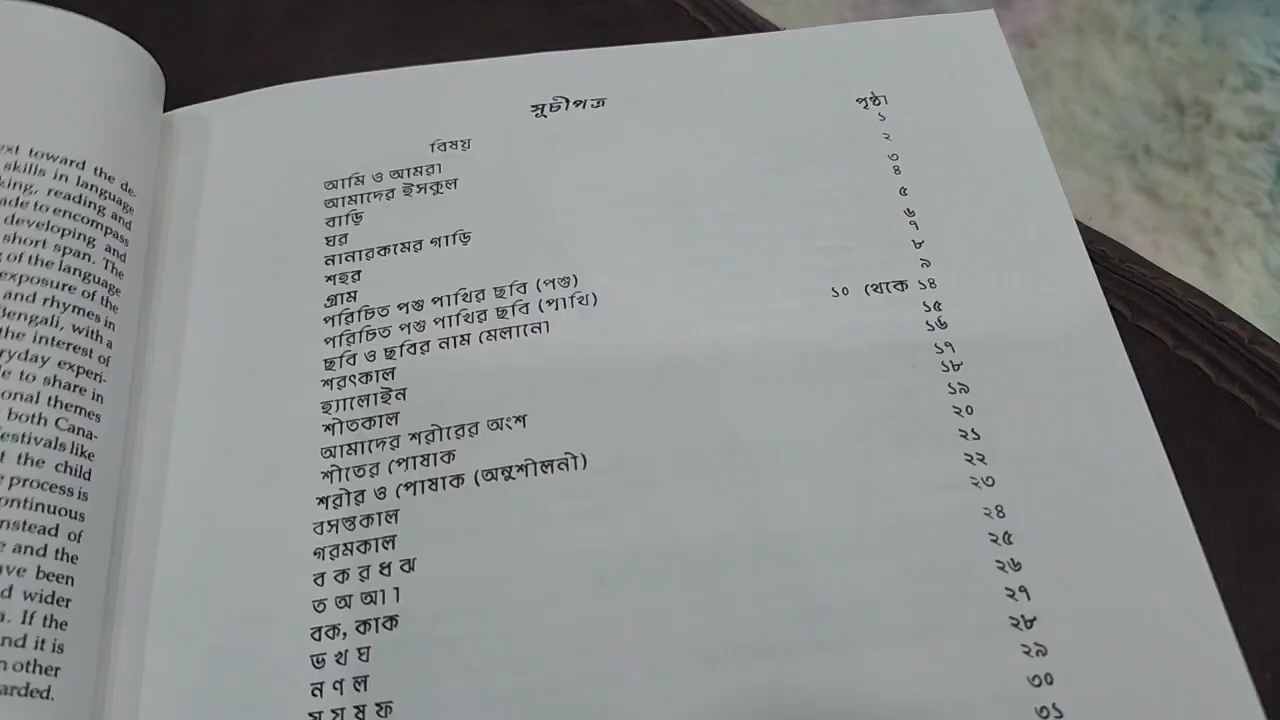 ext toward the de-
skills in language
king, reading and
ade to encompass
developing and
short span. The
of the language
exposure of the
and rhymes in
Bengali, with a
the interest of
ryday experi-
e to share in
onal themes
both Cana-
estivals like
t the child
process is
ontinuous
nstead of
e and the
ave been
d wider
a. If the
nd it is
n other
arded.
সূচীপত্র
বিষয় পৃষ্ঠা
আমি ও আমরা ১
আমাদের ইসকুল ২
বাড়ি ৩
ঘর ৪
নানারকমের গাড়ি ৫
শহর ৬
গ্রাম ৭
পরিচিত পশু পাখির ছবি (পশু) ৮
পরিচিত পশু পাখির ছবি (পাখি) ৯
ছবি ও ছবির নাম মেলানো ১০ থেকে ১৪
শরৎকাল ১৫
হ্যালোইন ১৬
শীতকাল ১৭
আমাদের শরীরের অংশ ১৮
শীতের পোষাক ১৯
শরীর ও পোষাক (অনুশীলনী) ২০
বসন্তকাল ২১
গরমকাল ২২
ব ক র ধ ঝ ২৩
ত অ আ া ২৪
বক, কাক ২৫
ড খ ঘ ২৬
ন ণ ল ২৭
২৮
২৯
৩০
৩১